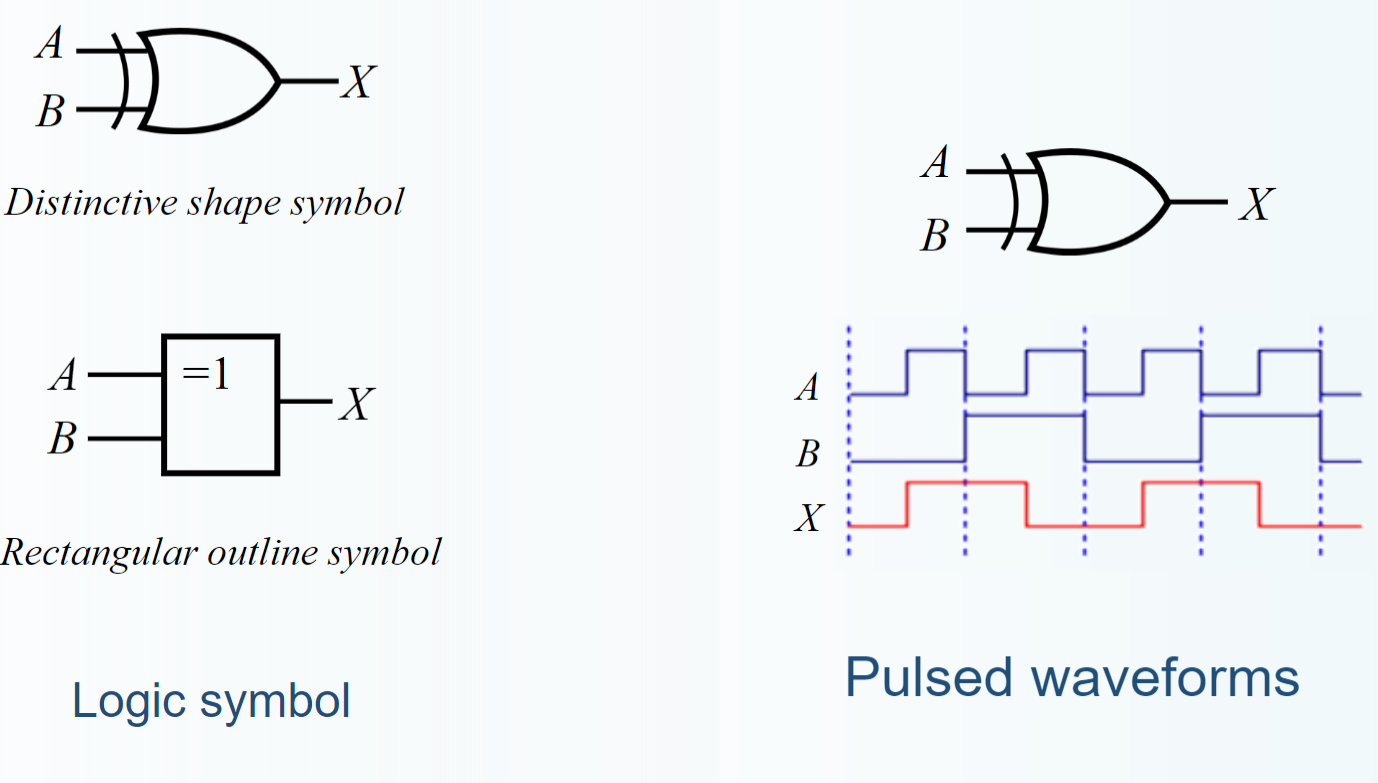 A
X
B
Distinctive shape symbol
A
=1
X
B
Rectangular outline symbol
Logic symbol
A
X
B
A
B
X
Pulsed waveforms